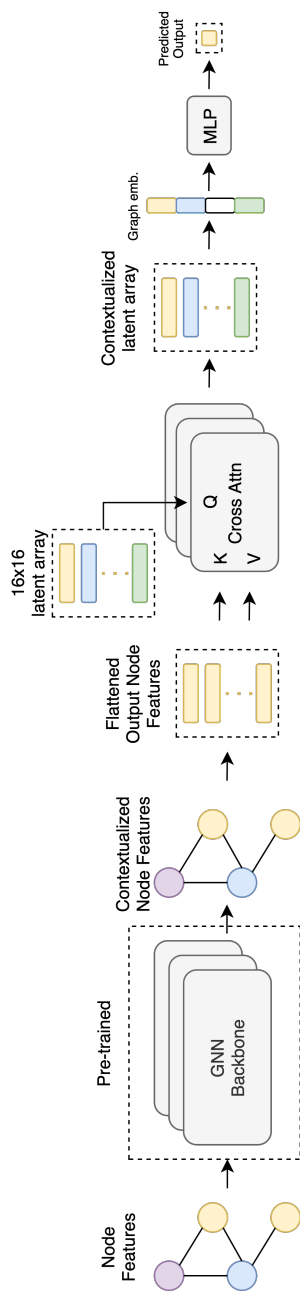 Node
Features
Pre-trained
GNN
Backbone
Contextualized
Node Features
Flattened
Output Node
Features
16x16
latent array
K
Q
V
Cross Attn
Contextualized
latent array
Graph emb.
MLP
Predicted
Output